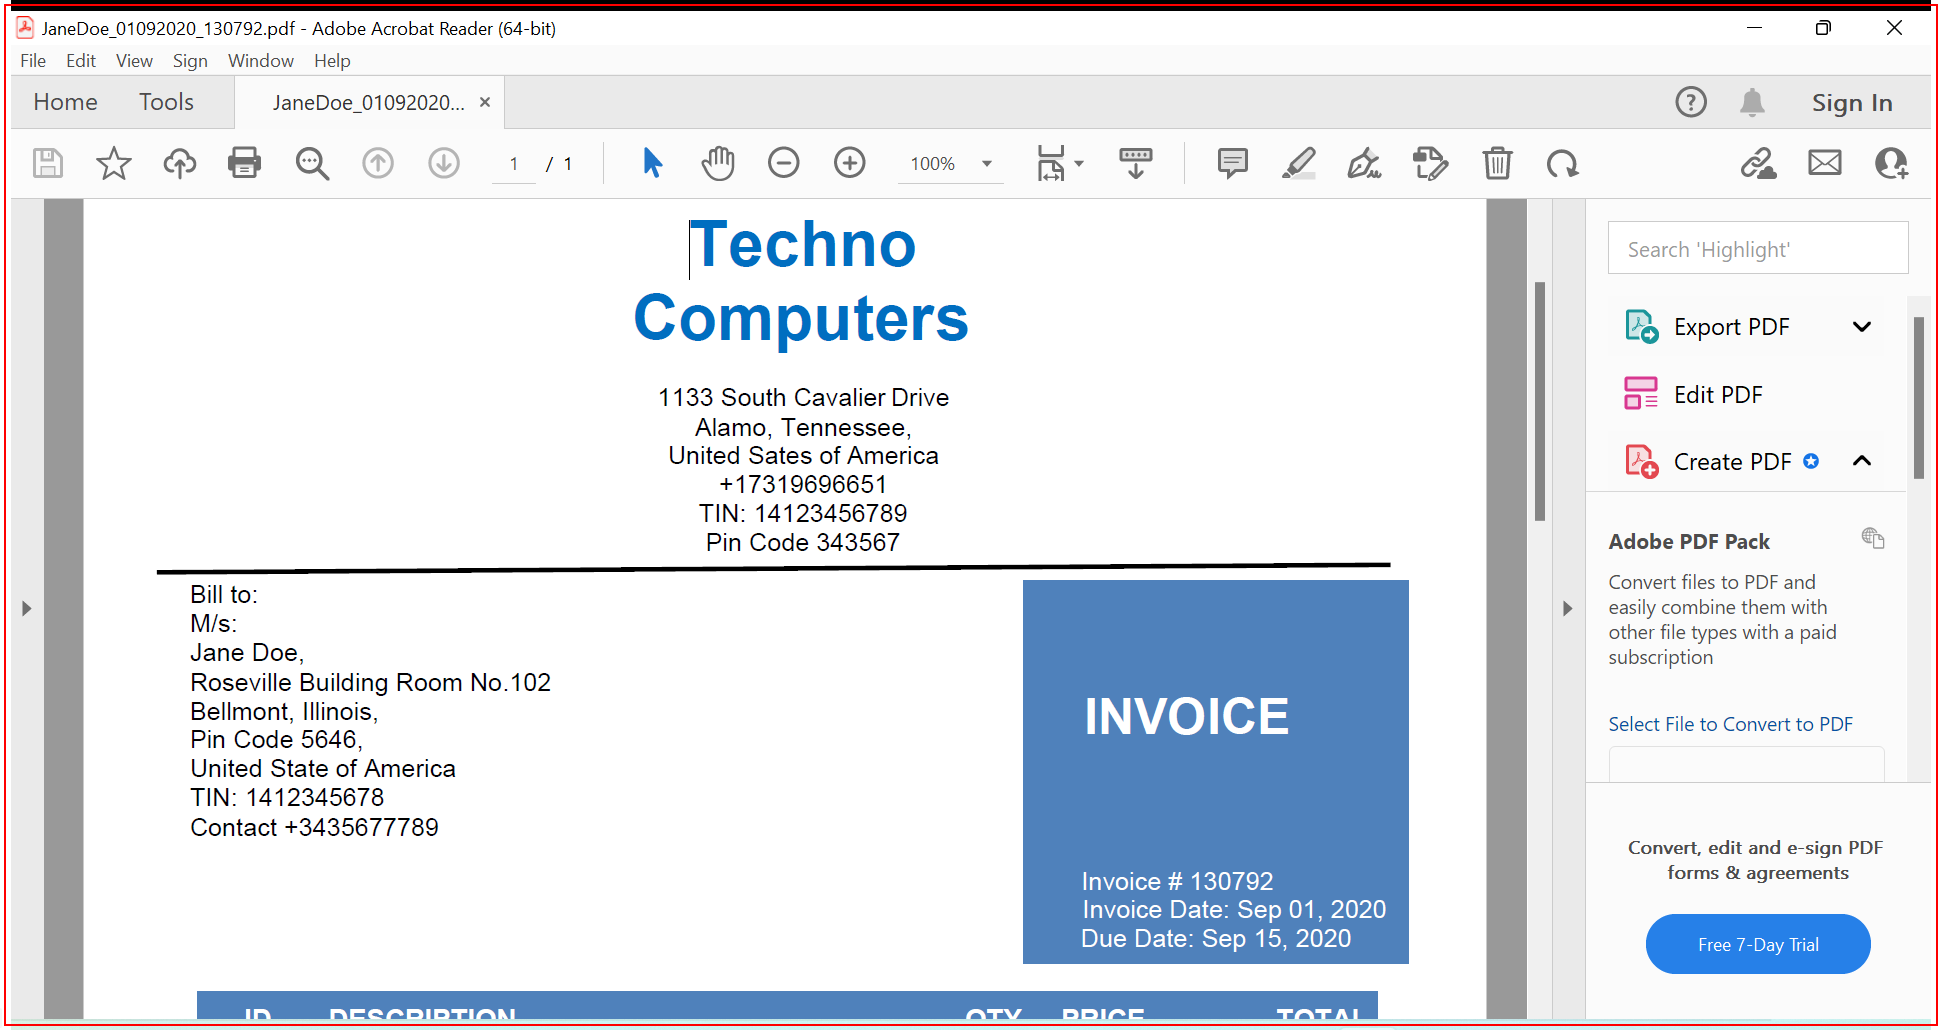 JaneDoe_01092020_130792.pdf - Adobe Acrobat Reader (64-bit)
File Edit View Sign Window Help
Home Tools JaneDoe_01092020... × ? Sign In
1 / 1 100%
Techno
Computers
1133 South Cavalier Drive
Alamo, Tennessee,
United Sates of America
+17319696651
TIN: 14123456789
Pin Code 343567
Bill to:
M/s:
Jane Doe,
Roseville Building Room No.102
Bellmont, Illinois,
Pin Code 5646,
United State of America
TIN: 1412345678
Contact +3435677789
INVOICE
Invoice # 130792
Invoice Date: Sep 01, 2020
Due Date: Sep 15, 2020
ID DESCRIPTION QTY PRICE TOTAL
Search 'Highlight'
Export PDF
Edit PDF
Create PDF
Adobe PDF Pack
Convert files to PDF and
easily combine them with
other file types with a paid
subscription
Select File to Convert to PDF
Convert, edit and e-sign PDF
forms & agreements
Free 7-Day Trial